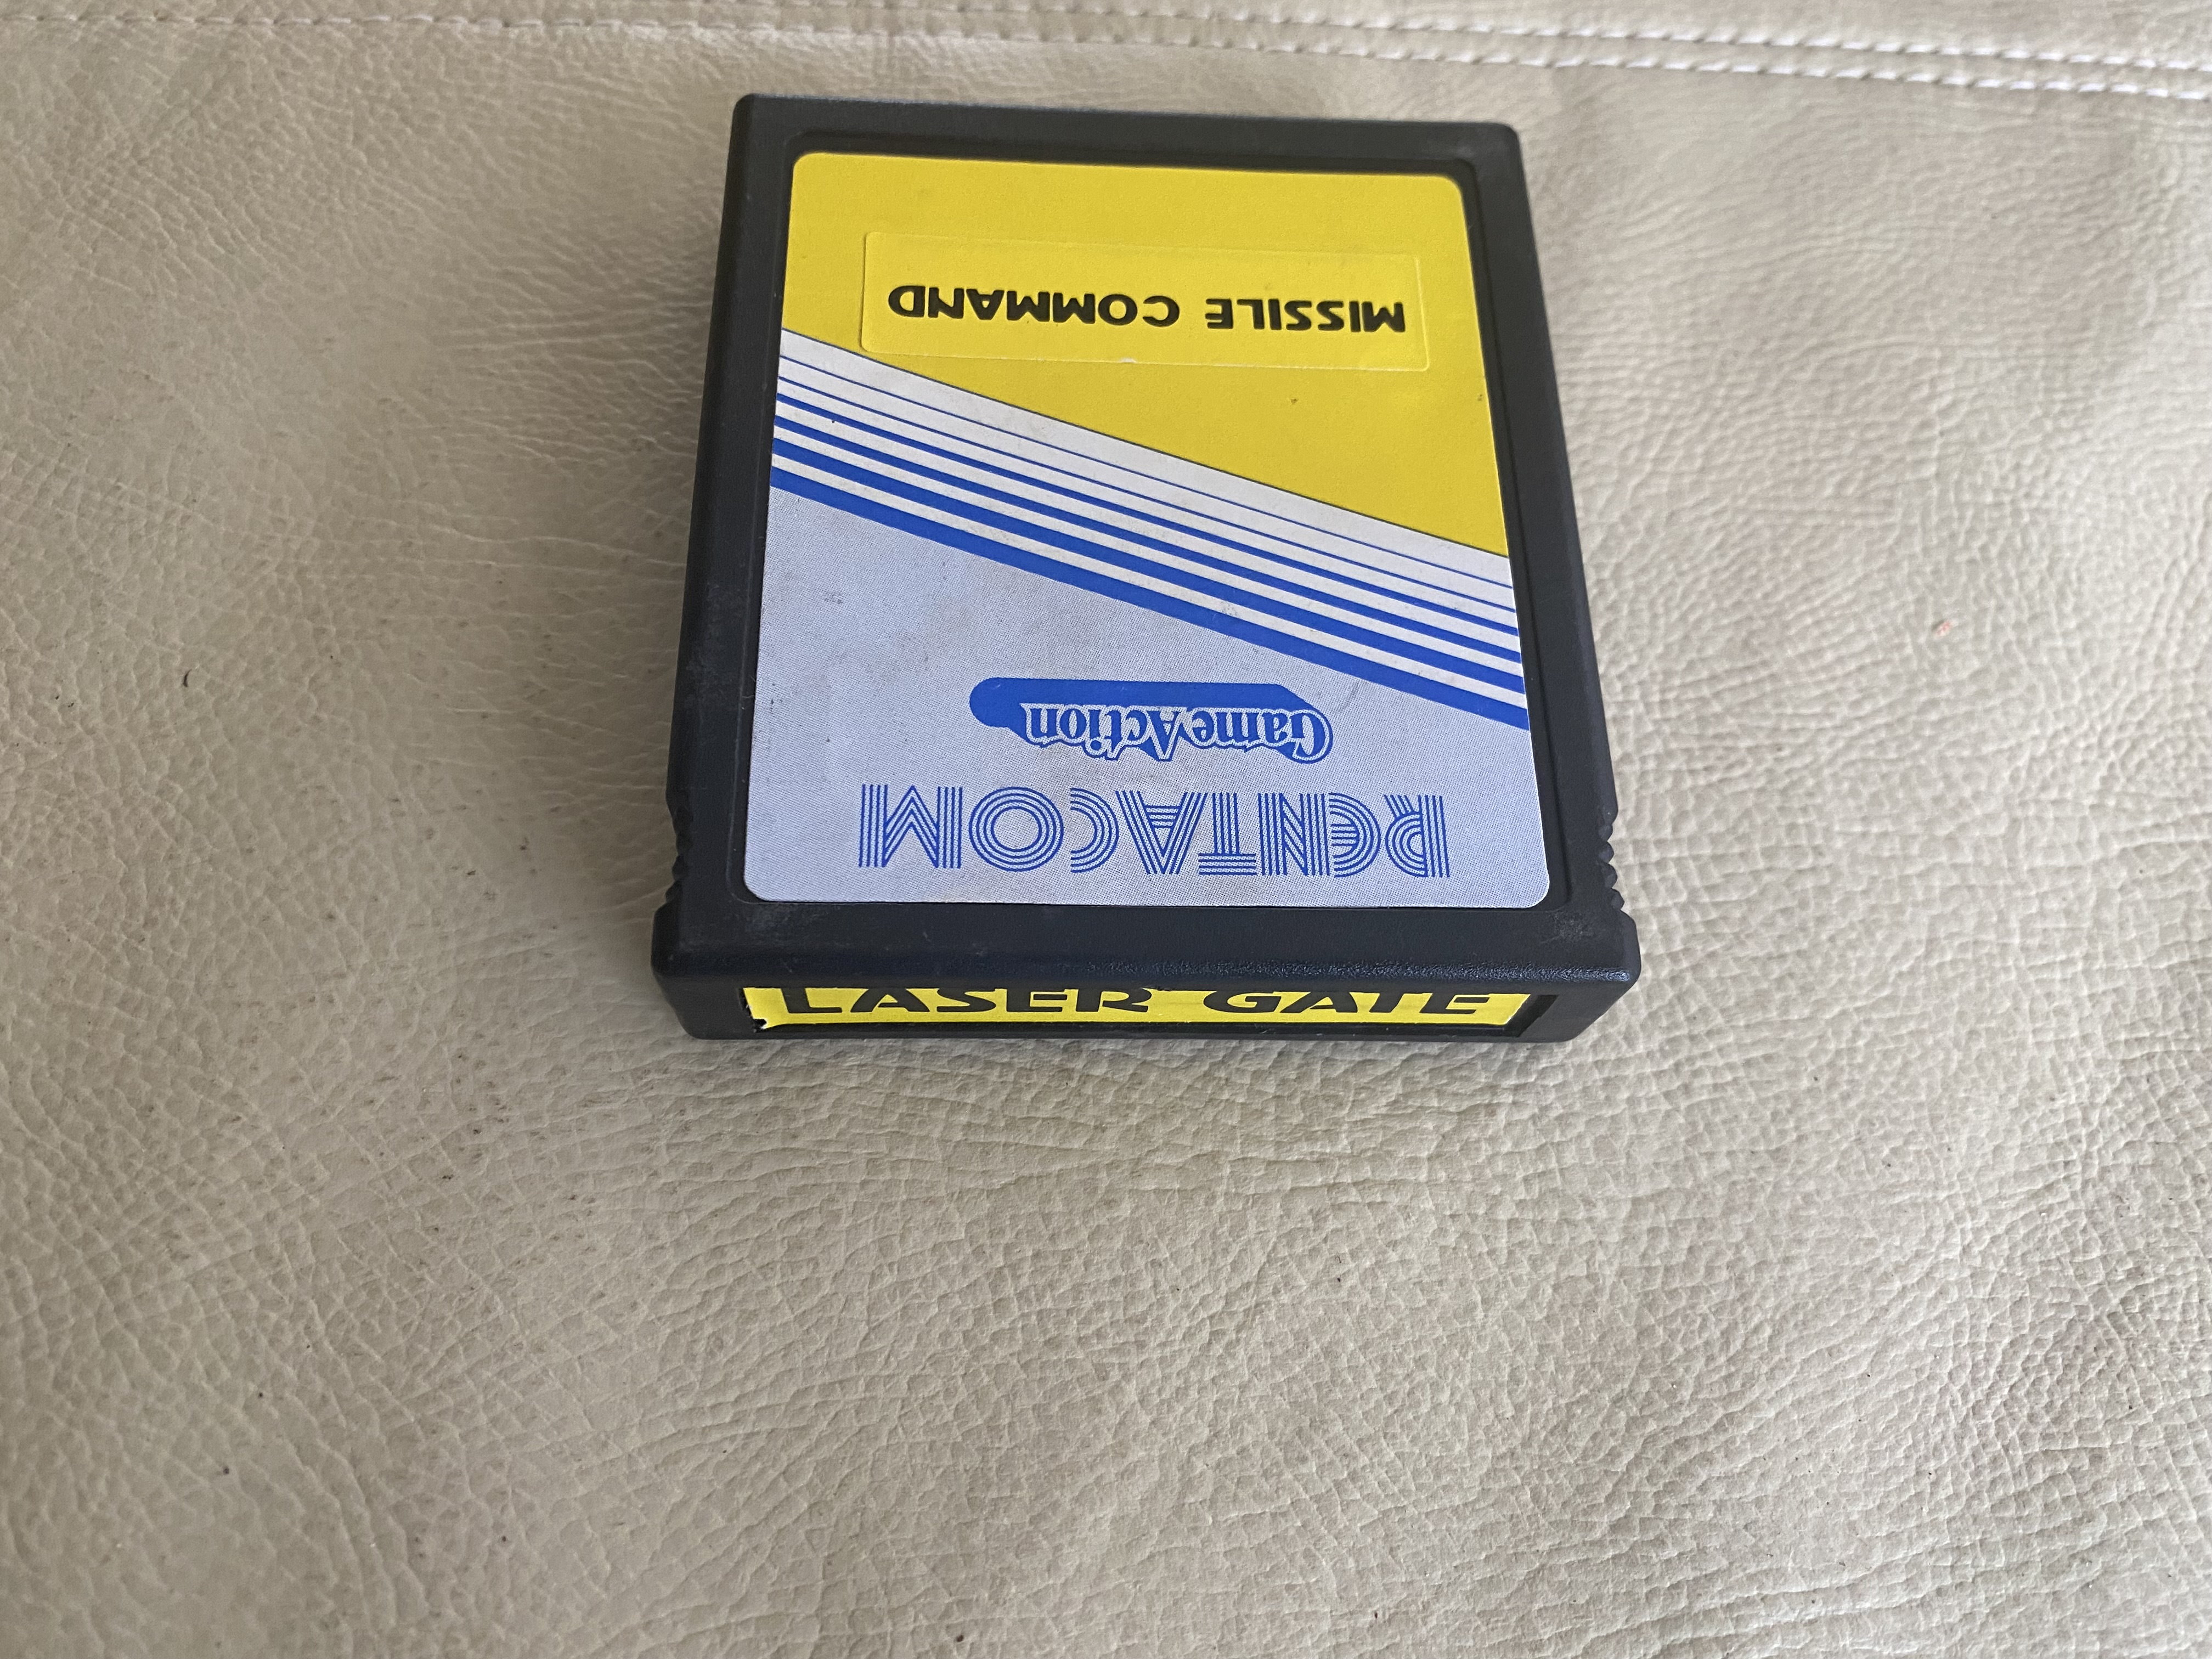 RENTACOM
GameAction
MISSILE COMMAND
LASER GATE